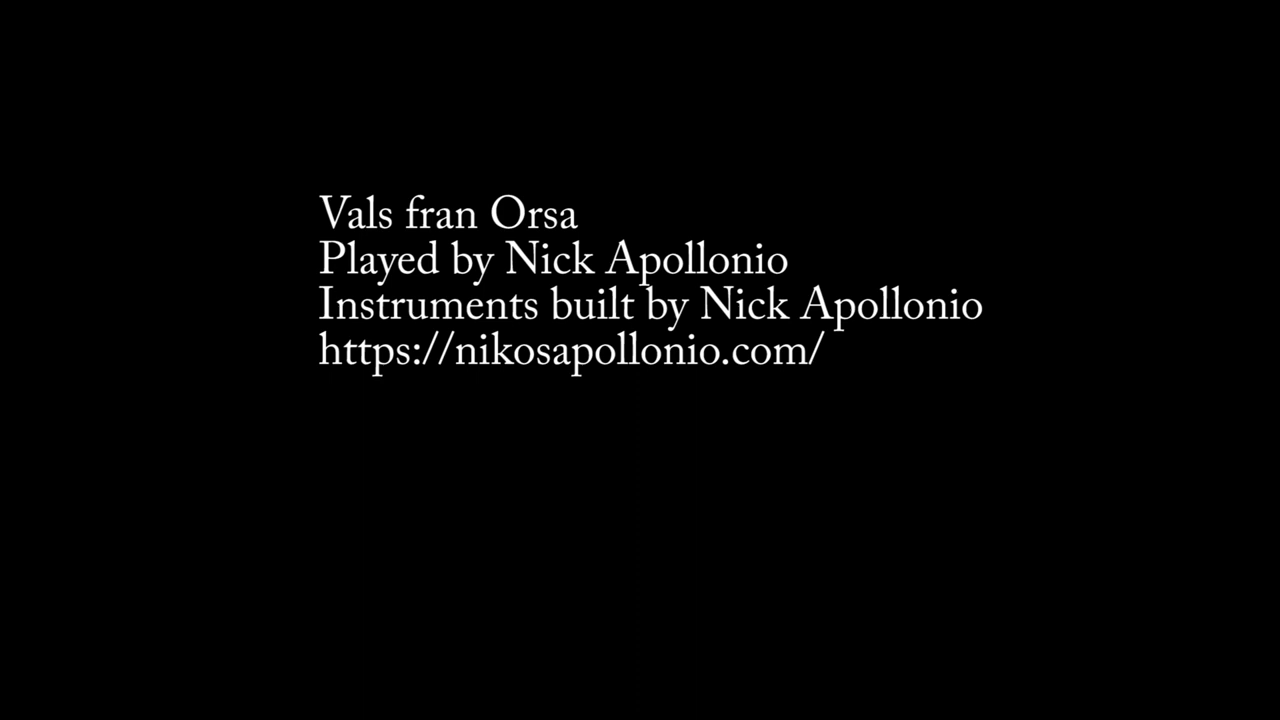 Vals fran Orsa
Played by Nick Apollonio
Instruments built by Nick Apollonio
https://nikosapollonio.com/